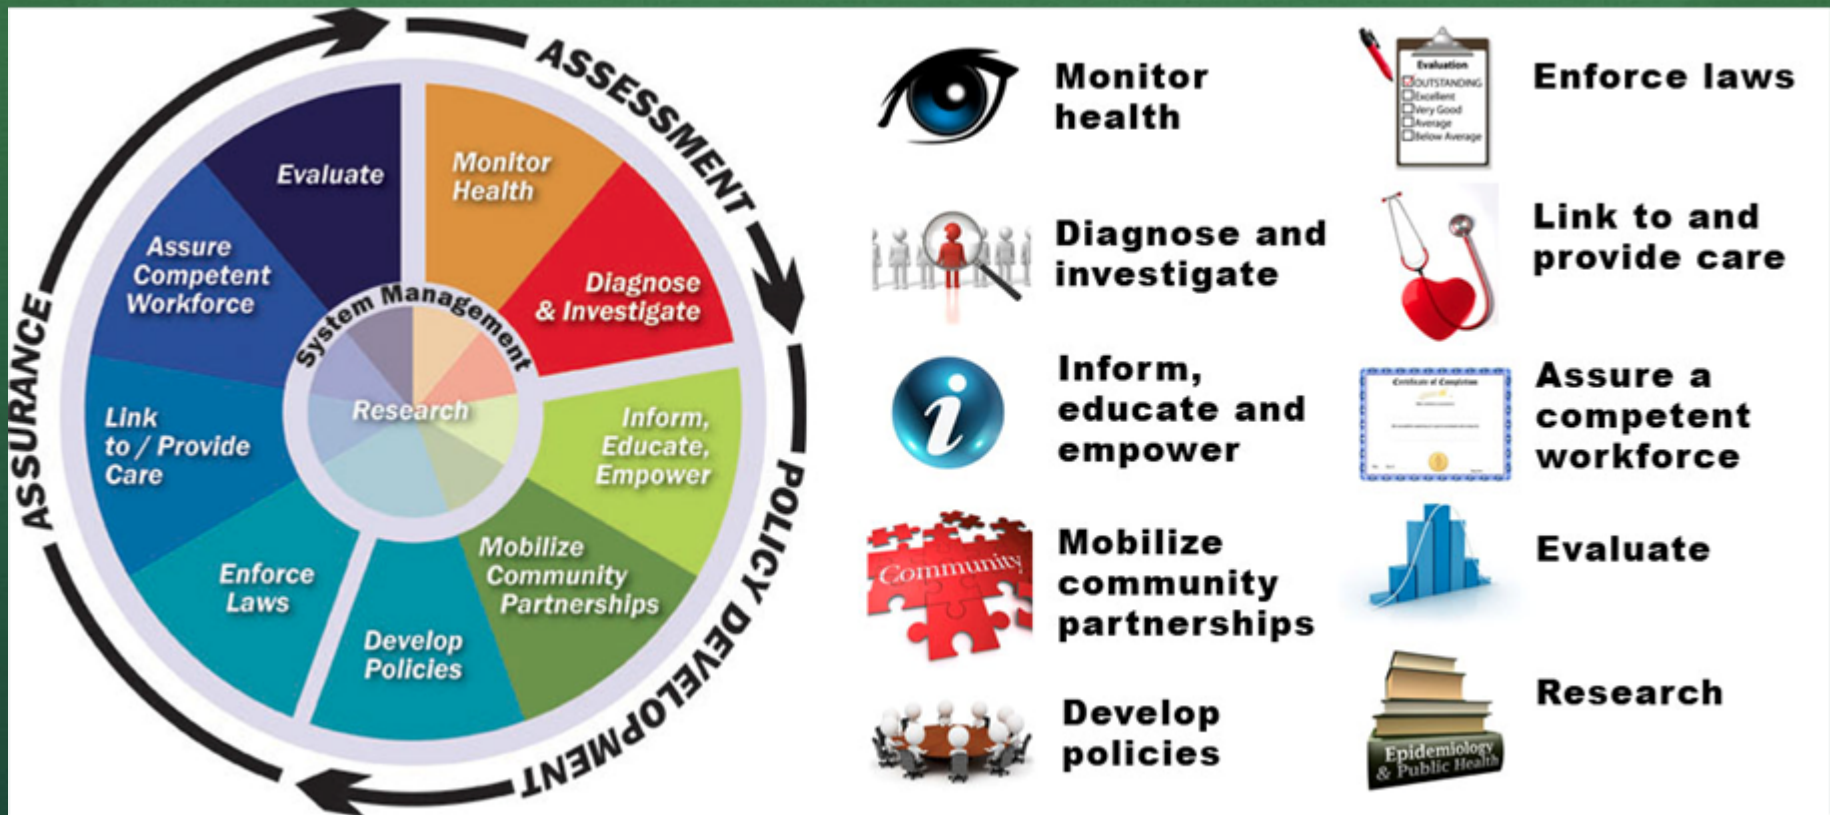 ASSESSMENT
POLICY DEVELOPMENT
ASSURANCE
Evaluate
Monitor
Health
Diagnose
& Investigate
Inform,
Educate,
Empower
Mobilize
Community
Partnerships
Develop
Policies
Enforce
Laws
Link
to / Provide
Care
Assure
Competent
Workforce
System Management
Research
Monitor
health
Diagnose and
investigate
Inform,
educate and
empower
Community
Mobilize
community
partnerships
Develop
policies
Evaluation
OUTSTANDING
Excellent
Very Good
Average
Below Average
Enforce laws
Link to and
provide care
Certificate of Completion
Assure a
competent
workforce
Evaluate
Epidemiology
& Public Health
Research